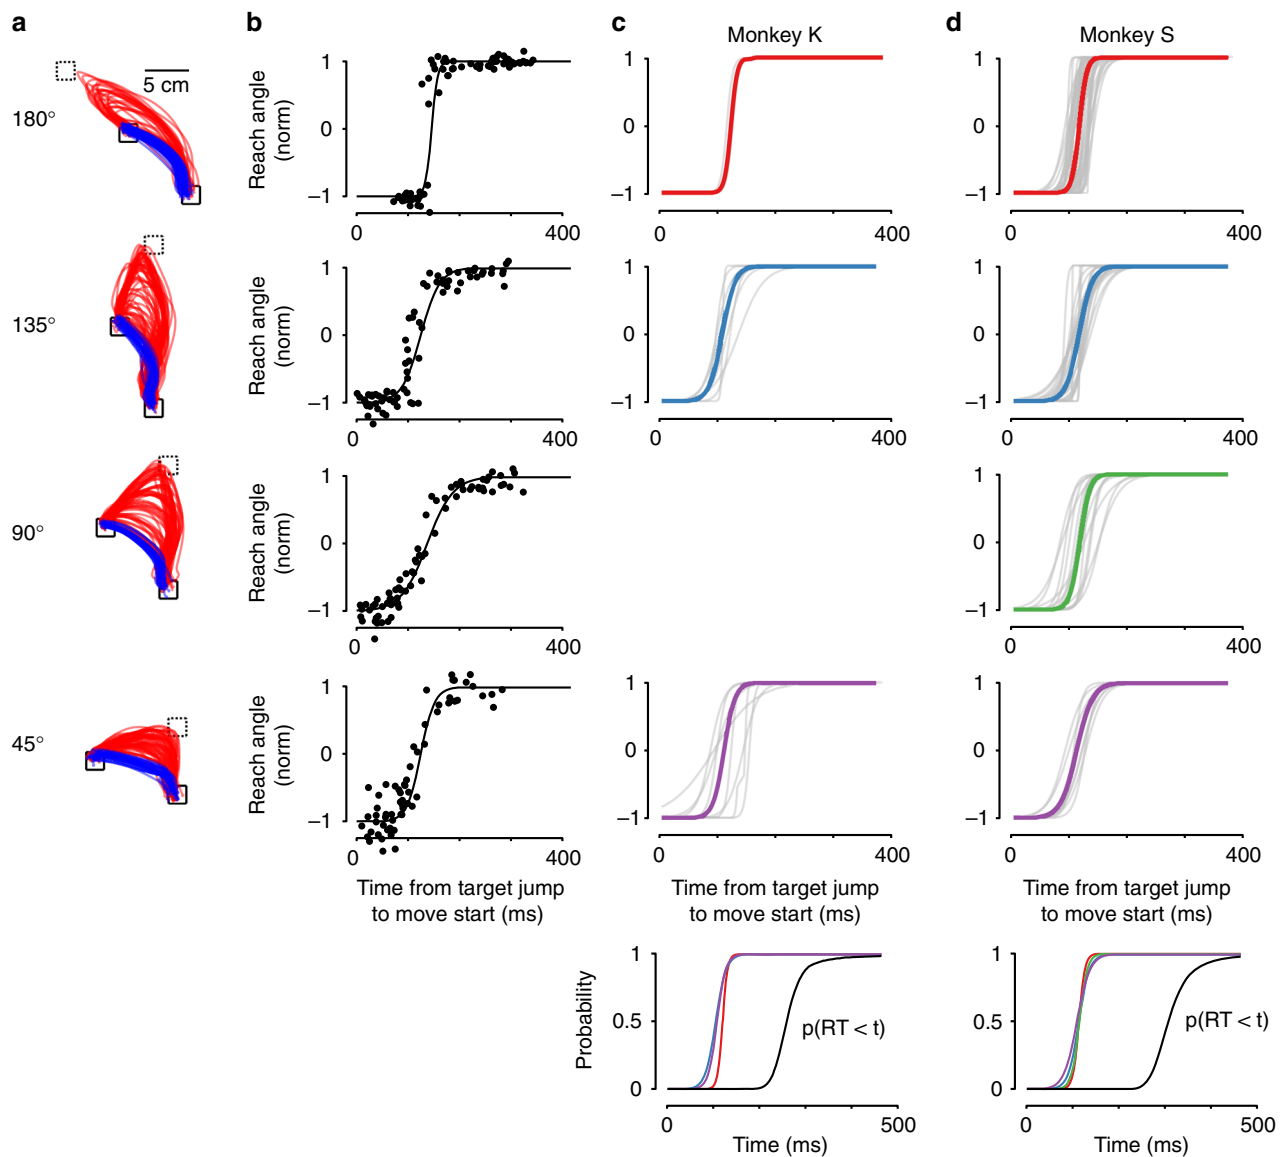 a
b
c
d
Monkey K
Monkey S
5 cm
180°
Reach angle
(norm)
1
0
−1
0
400
1
0
−1
0
400
1
0
−1
0
400
135°
Reach angle
(norm)
1
0
−1
0
400
1
0
−1
0
400
1
0
−1
0
400
90°
Reach angle
(norm)
1
0
−1
0
400
1
0
−1
0
400
45°
Reach angle
(norm)
1
0
−1
0
400
1
0
−1
0
400
1
0
−1
0
400
Time from target jump
to move start (ms)
Time from target jump
to move start (ms)
Time from target jump
to move start (ms)
Probability
1
0.5
0
p(RT < t)
0
500
Time (ms)
1
0.5
0
p(RT < t)
0
500
Time (ms)